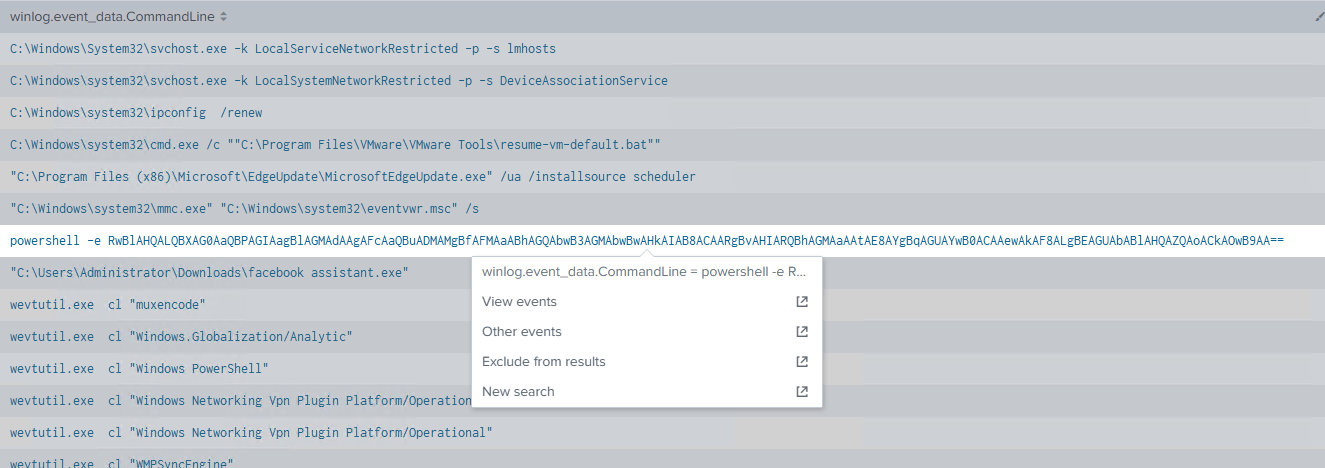 winlog.event_data.CommandLine
C:\Windows\System32\svchost.exe -k LocalServiceNetworkRestricted -p -s lmhosts
C:\Windows\system32\svchost.exe -k LocalSystemNetworkRestricted -p -s DeviceAssociationService
C:\Windows\system32\ipconfig  /renew
C:\Windows\system32\cmd.exe /c ""C:\Program Files\VMware\VMware Tools\resume-vm-default.bat""
"C:\Program Files (x86)\Microsoft\EdgeUpdate\MicrosoftEdgeUpdate.exe" /ua /installsource scheduler
"C:\Windows\system32\mmc.exe" "C:\Windows\system32\eventvwr.msc" /s
powershell -e RwBlAHQALQBXAG0AaQBPAGIAagBlAGMAdAAgAFcAaQBuADMAMgBfAFMAaABhAGQAbwB3AGMAbwBwAHkAIAB8ACAARgBvAHIARQBhAGMAaAAtAE8AYgBqAGUAYwB0ACAAewAkAF8ALgBEAGUAbABlAHQAZQAoACkAOwB9AA==
"C:\Users\Administrator\Downloads\facebook assistant.exe"
winlog.event_data.CommandLine = powershell -e R...
View events
Other events
Exclude from results
New search
wevtutil.exe  cl "muxencode"
wevtutil.exe  cl "Windows.Globalization/Analytic"
wevtutil.exe  cl "Windows PowerShell"
wevtutil.exe  cl "Windows Networking Vpn Plugin Platform/Operation
wevtutil.exe  cl "Windows Networking Vpn Plugin Platform/Operational"
wevtutil.exe  cl "WMPSyncEngine"